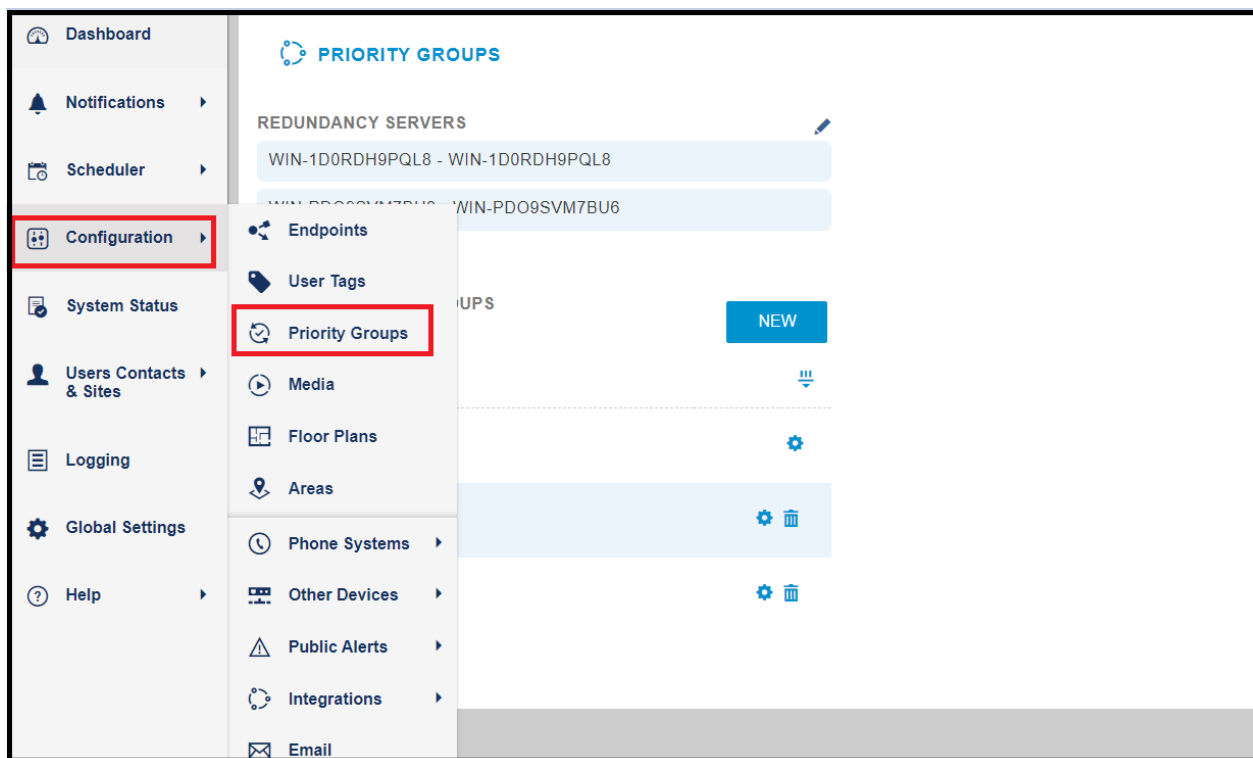 Dashboard
Notifications
Scheduler
Configuration
System Status
Users Contacts
& Sites
Logging
Global Settings
Help
Endpoints
User Tags
Priority Groups
Media
Floor Plans
Areas
Phone Systems
Other Devices
Public Alerts
Integrations
Email
PRIORITY GROUPS
REDUNDANCY SERVERS
WIN-1D0RDH9PQL8 - WIN-1D0RDH9PQL8
WIN-PDO9SVM7BU6
UPS
NEW